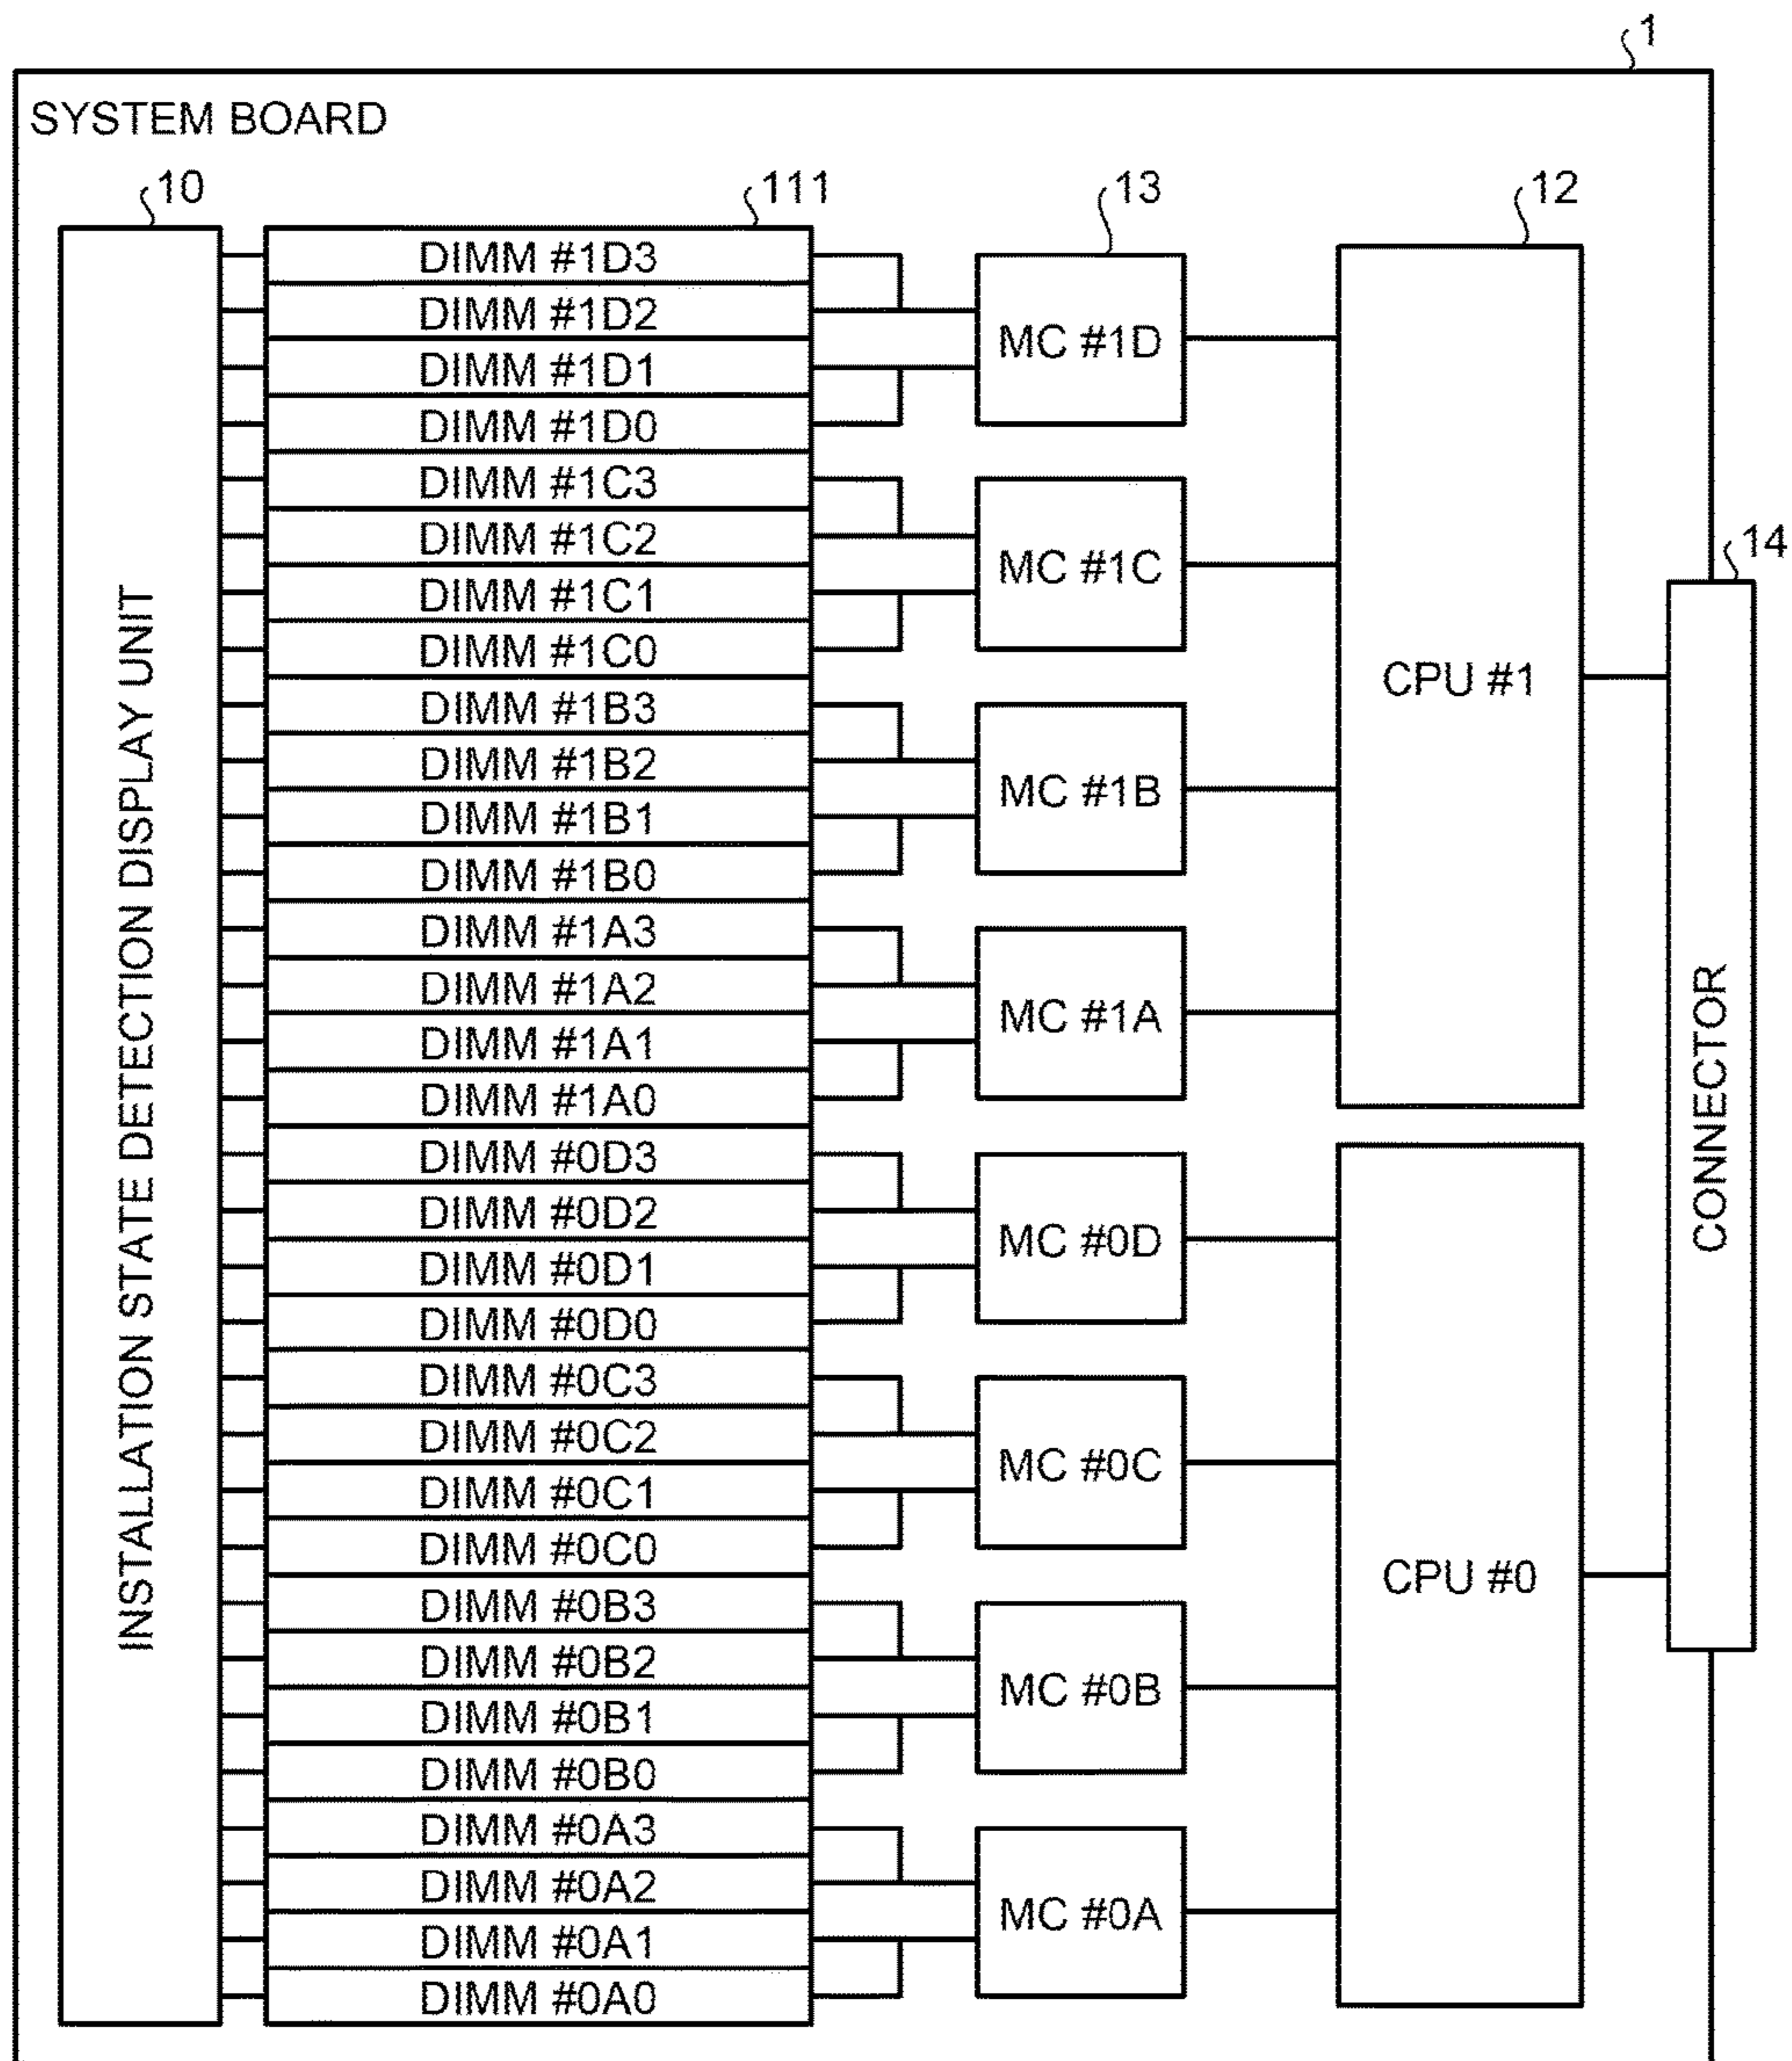 1
SYSTEM BOARD
10
111
13
12
14
INSTALLATION STATE DETECTION DISPLAY UNIT
DIMM #1D3
DIMM #1D2
DIMM #1D1
DIMM #1D0
DIMM #1C3
DIMM #1C2
DIMM #1C1
DIMM #1C0
DIMM #1B3
DIMM #1B2
DIMM #1B1
DIMM #1B0
DIMM #1A3
DIMM #1A2
DIMM #1A1
DIMM #1A0
DIMM #0D3
DIMM #0D2
DIMM #0D1
DIMM #0D0
DIMM #0C3
DIMM #0C2
DIMM #0C1
DIMM #0C0
DIMM #0B3
DIMM #0B2
DIMM #0B1
DIMM #0B0
DIMM #0A3
DIMM #0A2
DIMM #0A1
DIMM #0A0
MC #1D
MC #1C
MC #1B
MC #1A
MC #0D
MC #0C
MC #0B
MC #0A
CPU #1
CPU #0
CONNECTOR